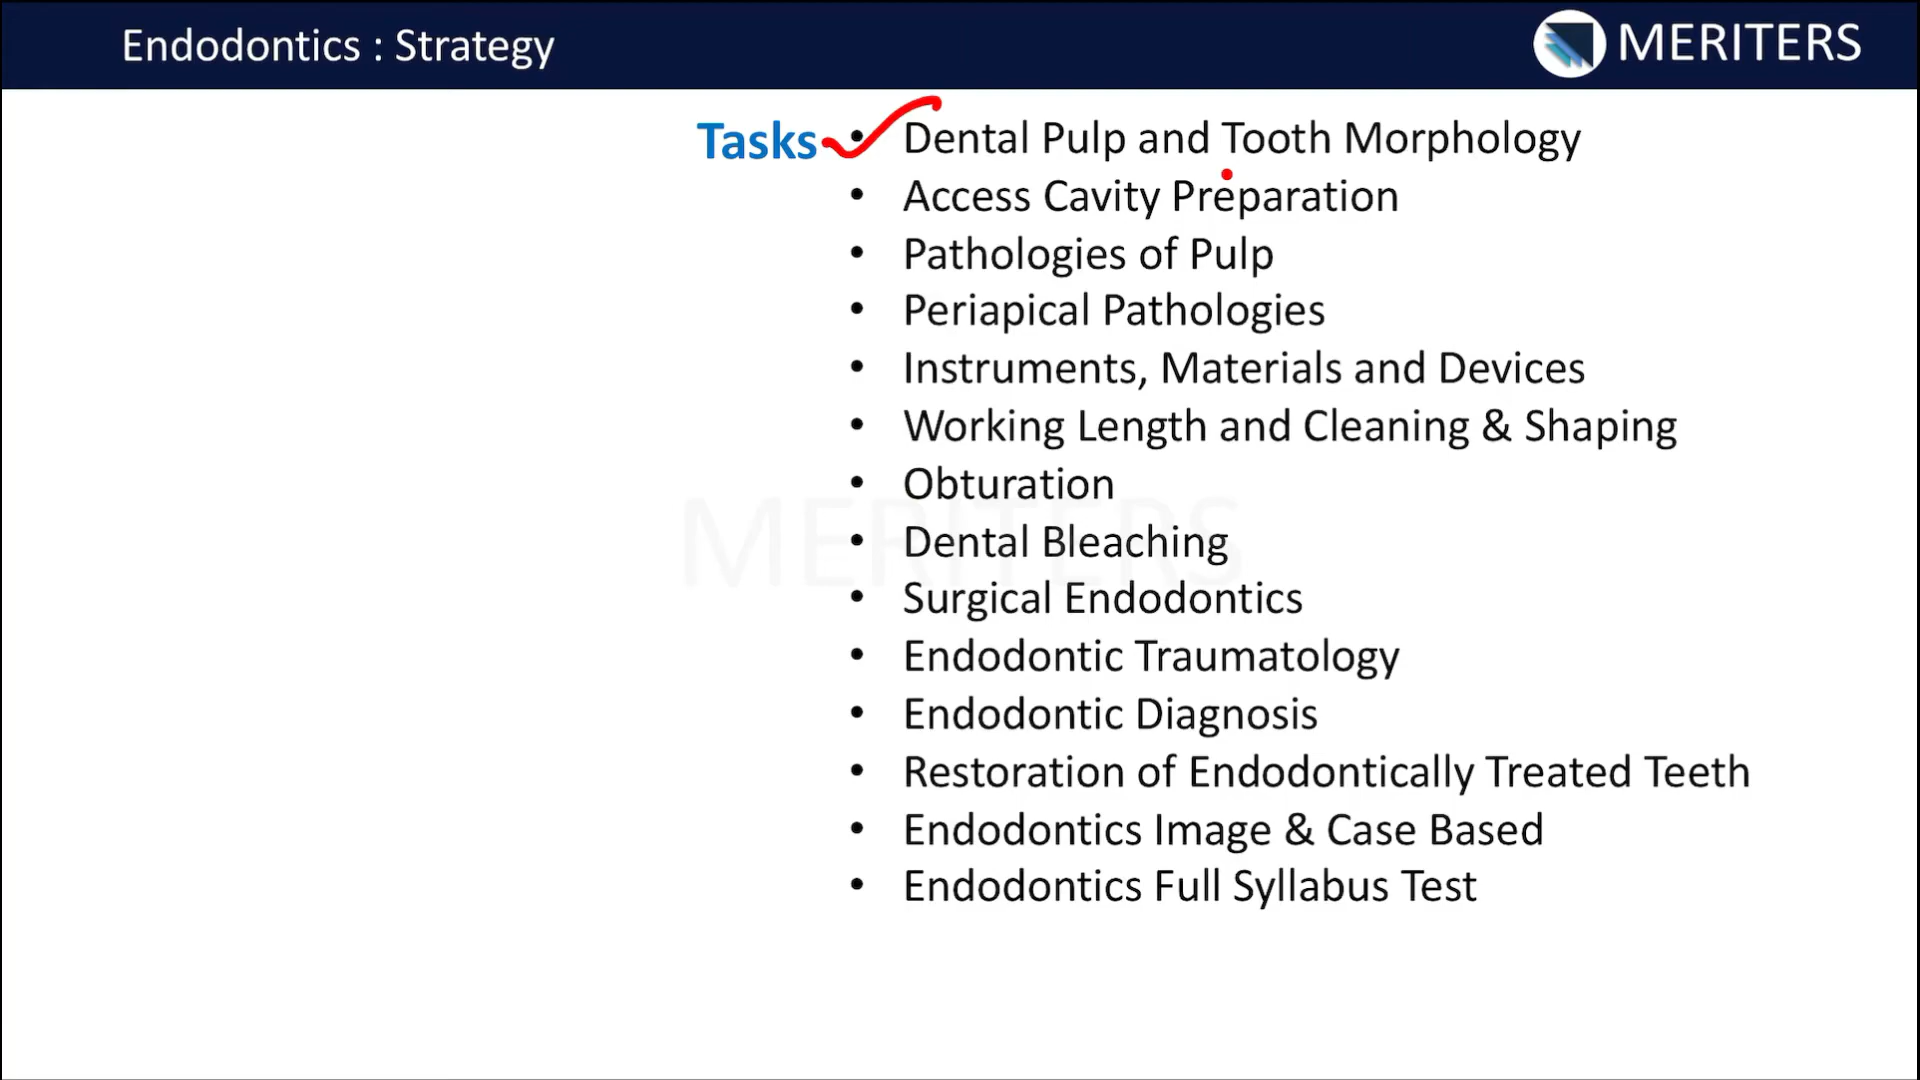 Endodontics : Strategy
MERITERS
Tasks
• Dental Pulp and Tooth Morphology
• Access Cavity Preparation
• Pathologies of Pulp
• Periapical Pathologies
• Instruments, Materials and Devices
• Working Length and Cleaning & Shaping
• Obturation
MERITERS
• Dental Bleaching
• Surgical Endodontics
• Endodontic Traumatology
• Endodontic Diagnosis
• Restoration of Endodontically Treated Teeth
• Endodontics Image & Case Based
• Endodontics Full Syllabus Test